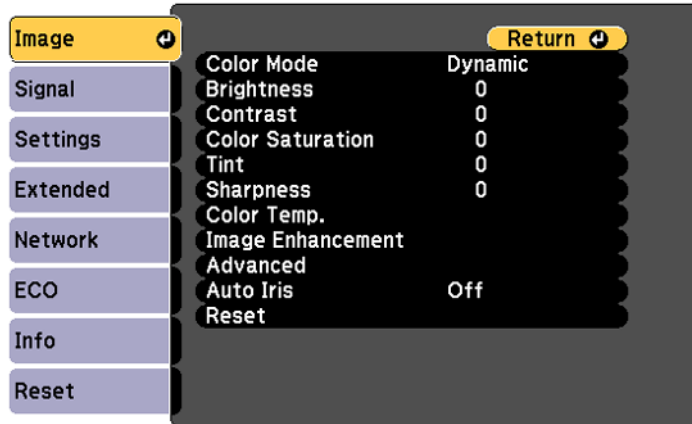 Image
Signal
Settings
Extended
Network
ECO
Info
Reset
Return
Color Mode Dynamic
Brightness 0
Contrast 0
Color Saturation 0
Tint 0
Sharpness 0
Color Temp.
Image Enhancement
Advanced
Auto Iris Off
Reset